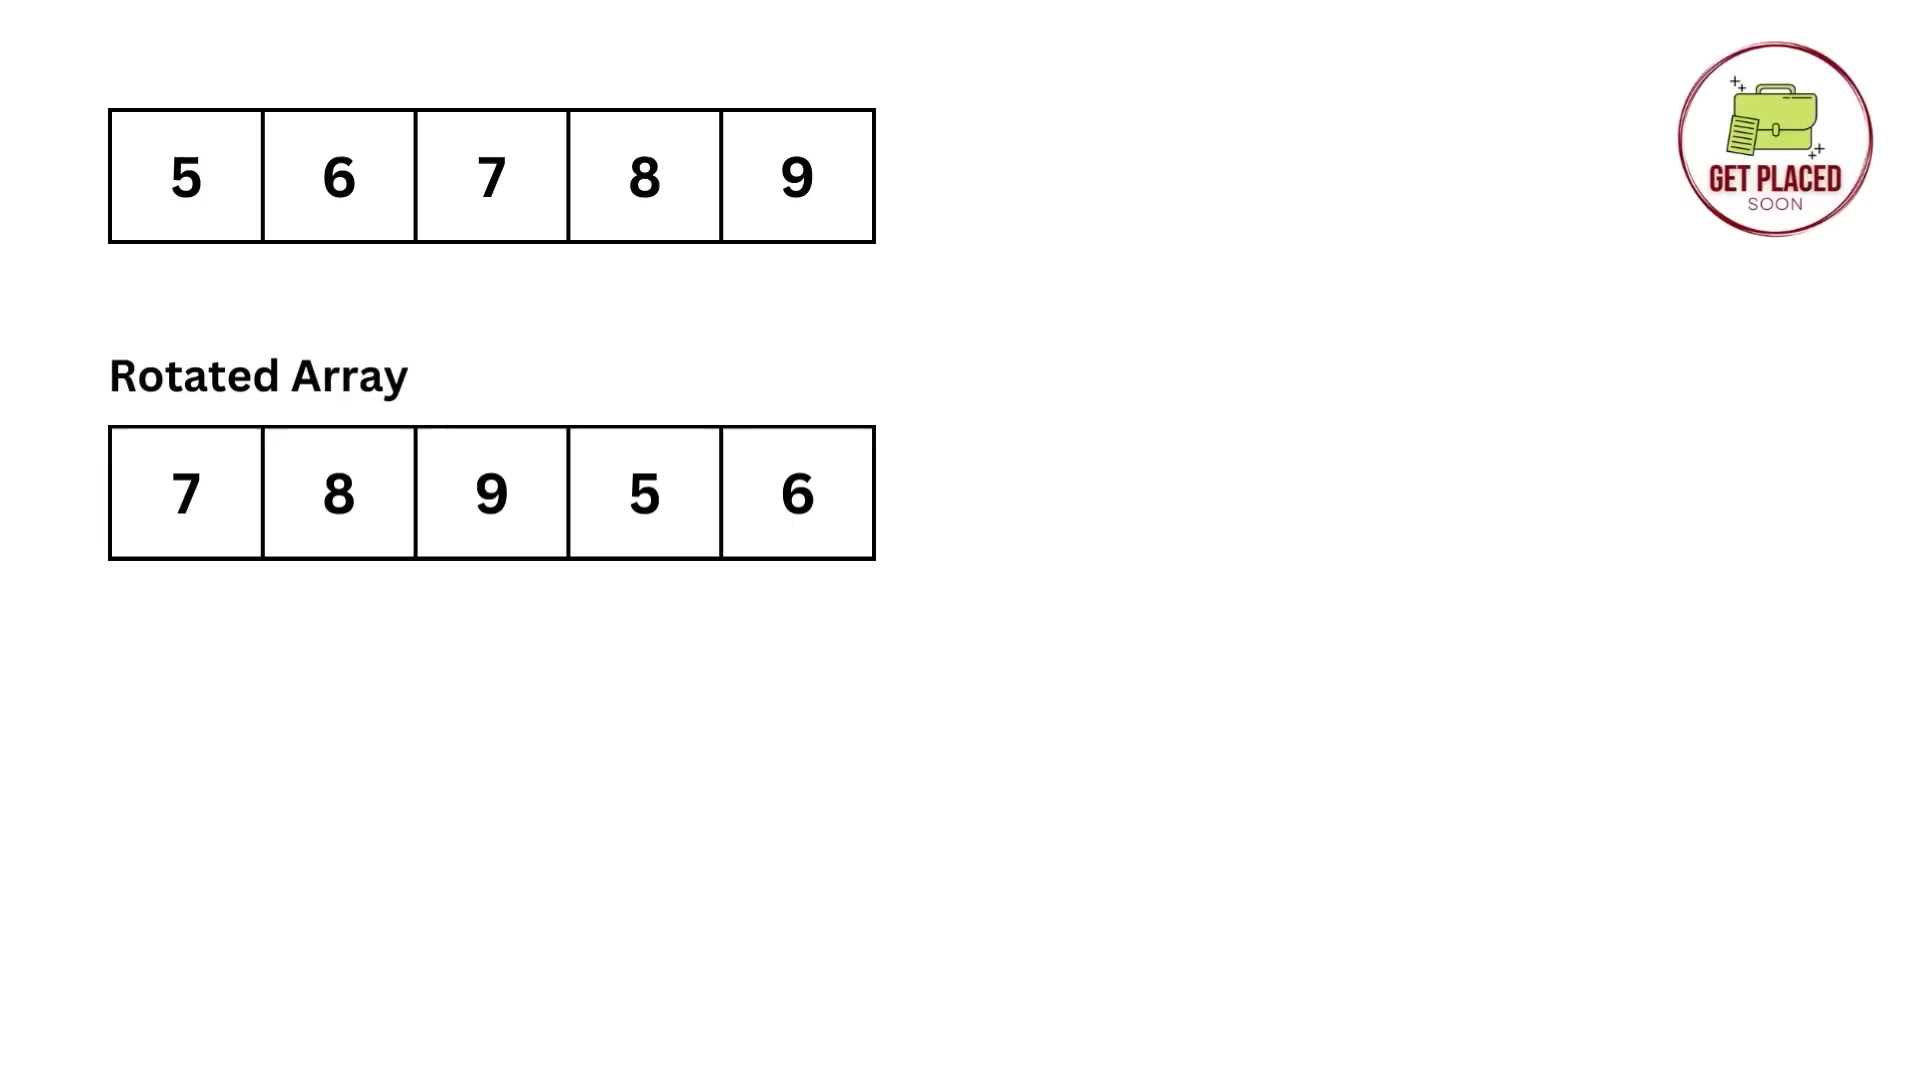 5 6 7 8 9
GET PLACED
SOON
Rotated Array
7 8 9 5 6